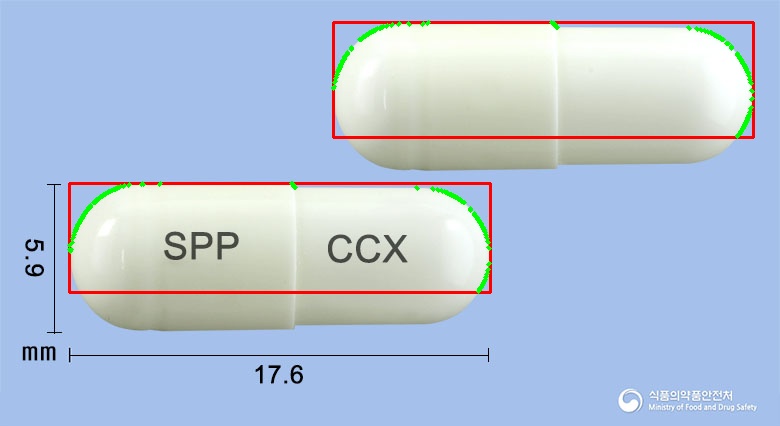 SPP CCX
5.9
mm
17.6
식품의약품안전처
Ministry of Food and Drug Safety